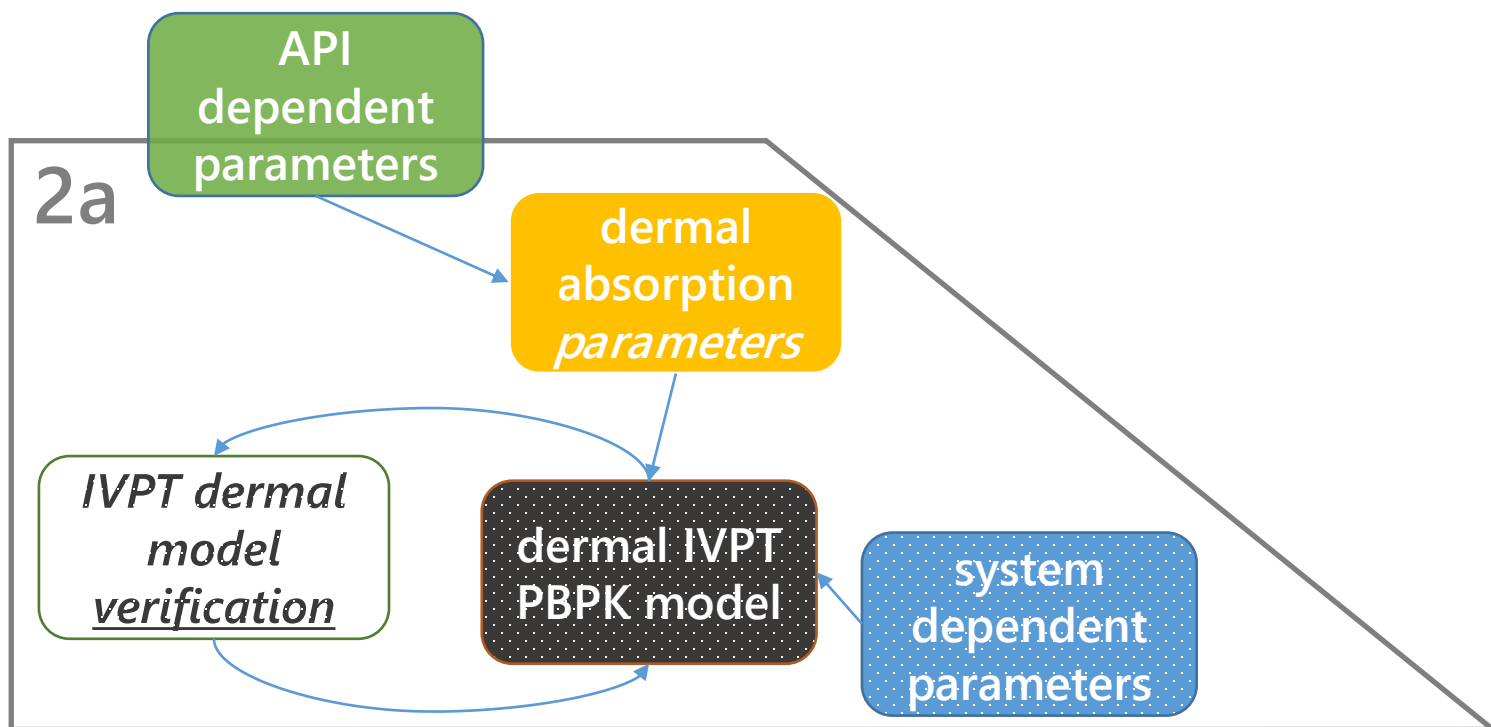 API
dependent
parameters
2a
dermal
absorption
parameters
IVPT dermal
model
verification
dermal IVPT
PBPK model
system
dependent
parameters